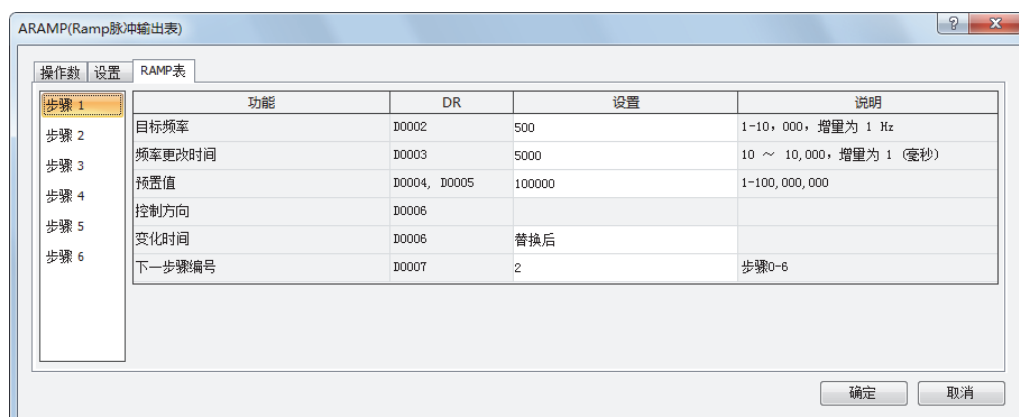 ARAMP(Ramp脉冲输出表)
操作数 设置 RAMP表
步骤 1
步骤 2
步骤 3
步骤 4
步骤 5
步骤 6
功能 DR 设置 说明
目标频率 D0002 500 1-10, 000, 增量为 1 Hz
频率更改时间 D0003 5000 10 ～ 10,000, 增量为 1 (毫秒)
预置值 D0004, D0005 100000 1-100,000,000
控制方向 D0006
变化时间 D0006 替换后
下一步骤编号 D0007 2 步骤0-6
确定 取消